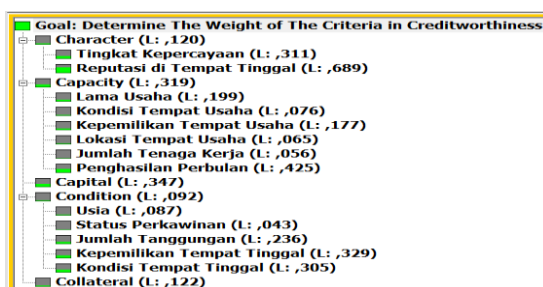 Goal: Determine The Weight of The Criteria in Creditworthiness
Character (L: ,120)
Tingkat Kepercayaan (L: ,311)
Reputasi di Tempat Tinggal (L: ,689)
Capacity (L: ,319)
Lama Usaha (L: ,199)
Kondisi Tempat Usaha (L: ,076)
Kepemilikan Tempat Usaha (L: ,177)
Lokasi Tempat Usaha (L: ,065)
Jumlah Tenaga Kerja (L: ,056)
Penghasilan Perbulan (L: ,425)
Capital (L: ,347)
Condition (L: ,092)
Usia (L: ,087)
Status Perkawinan (L: ,043)
Jumlah Tanggungan (L: ,236)
Kepemilikan Tempat Tinggal (L: ,329)
Kondisi Tempat Tinggal (L: ,305)
Collateral (L: ,122)